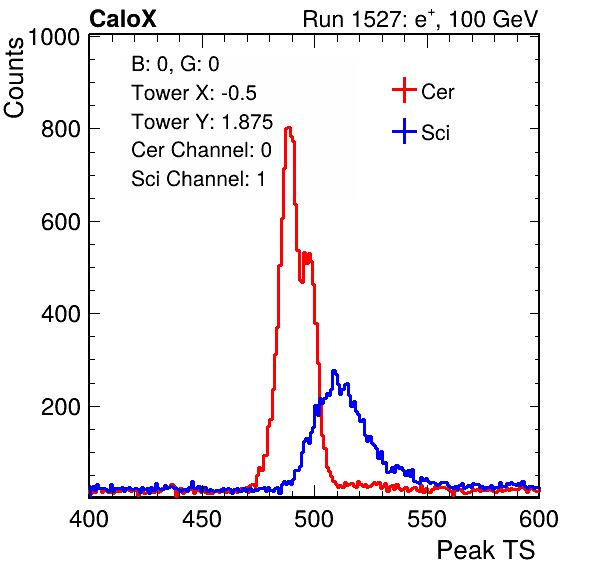 CaloX Run 1527: e+, 100 GeV
Counts
1000
800
600
400
200
B: 0, G: 0
Tower X: -0.5
Tower Y: 1.875
Cer Channel: 0
Sci Channel: 1
Cer
Sci
400 450 500 550 600
Peak TS